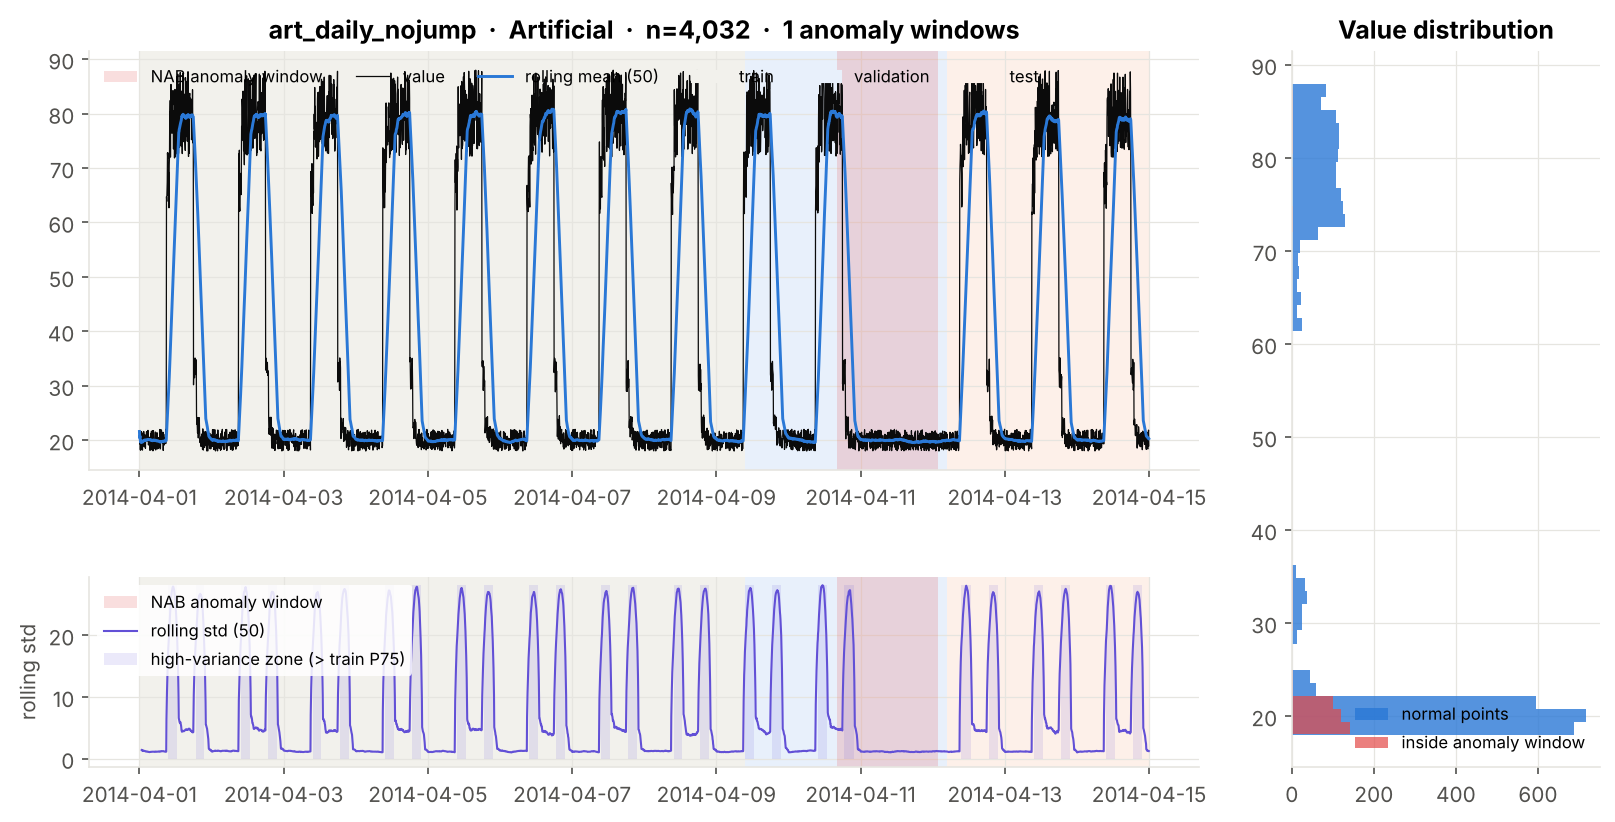 art_daily_nojump · Artificial · n=4,032 · 1 anomaly windows
NAB anomaly window value rolling mean (50) train validation test
90
80
70
60
50
40
30
20
2014-04-01 2014-04-03 2014-04-05 2014-04-07 2014-04-09 2014-04-11 2014-04-13 2014-04-15
rolling std
NAB anomaly window
rolling std (50)
high-variance zone (> train P75)
20
10
0
2014-04-01 2014-04-03 2014-04-05 2014-04-07 2014-04-09 2014-04-11 2014-04-13 2014-04-15
Value distribution
90
80
70
60
50
40
30
20
normal points
inside anomaly window
0 200 400 600